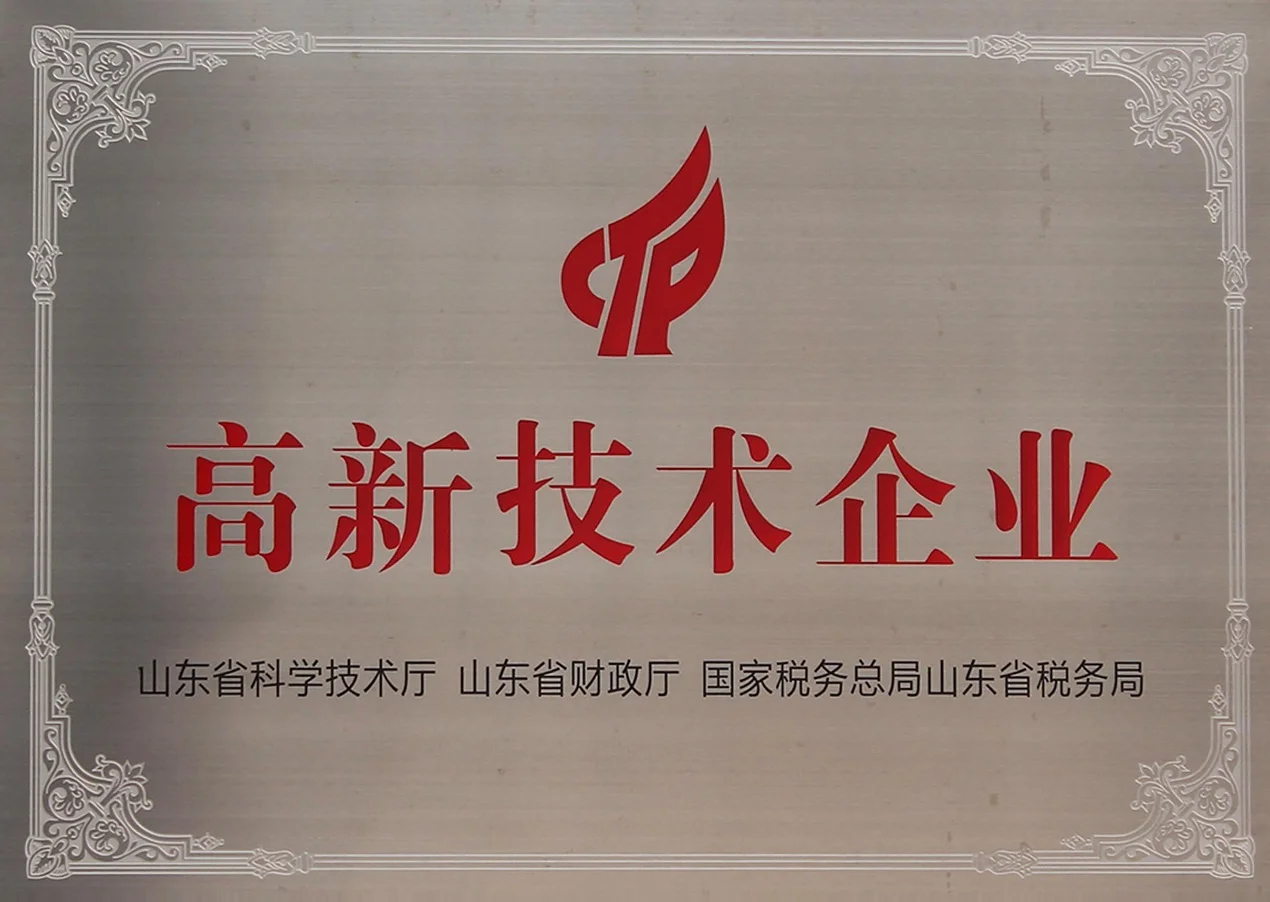 CTP
高新技术企业
山东省科学技术厅 山东省财政厅 国家税务总局山东省税务局